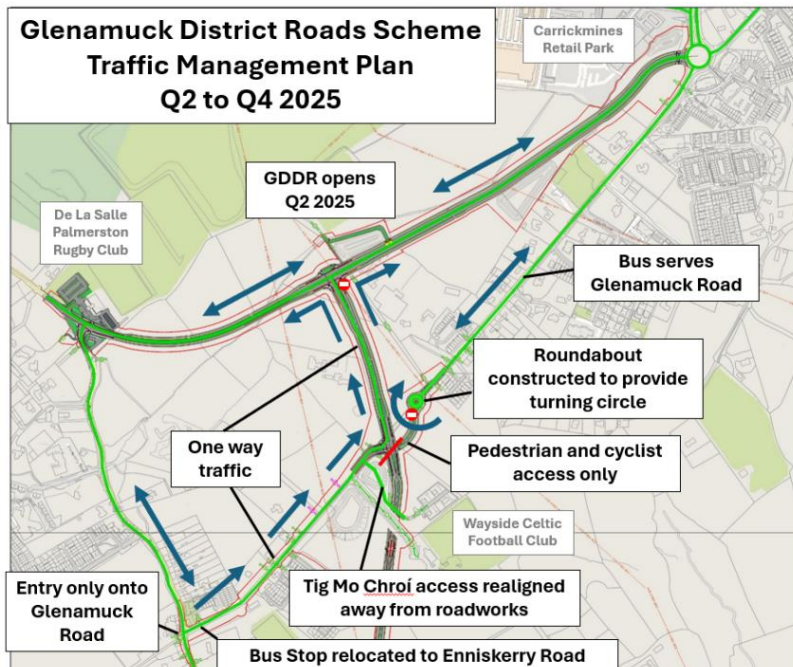 Glenamuck District Roads Scheme
Traffic Management Plan
Q2 to Q4 2025
Carrickmines
Retail Park
GDDR opens
Q2 2025
De La Salle
Palmerston
Rugby Club
Bus serves
Glenamuck Road
Roundabout
constructed to provide
turning circle
One way
traffic
Pedestrian and cyclist
access only
Wayside Celtic
Football Club
Entry only onto
Glenamuck
Road
Tig Mo Chroí access realigned
away from roadworks
Bus Stop relocated to Enniskerry Road